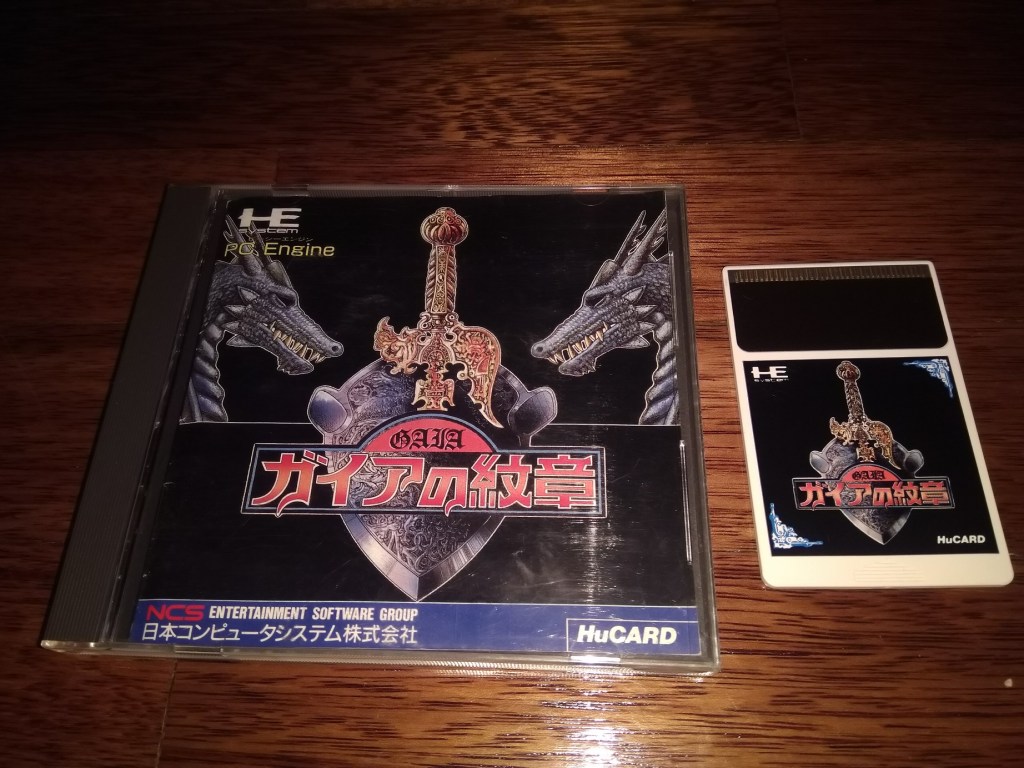 HE
system
PC Engine
GAIA
ガイアの紋章
NCS ENTERTAINMENT SOFTWARE GROUP
日本コンピュータシステム株式会社
HuCARD
HE
SYSTEM
GAIA
ガイアの紋章
HuCARD